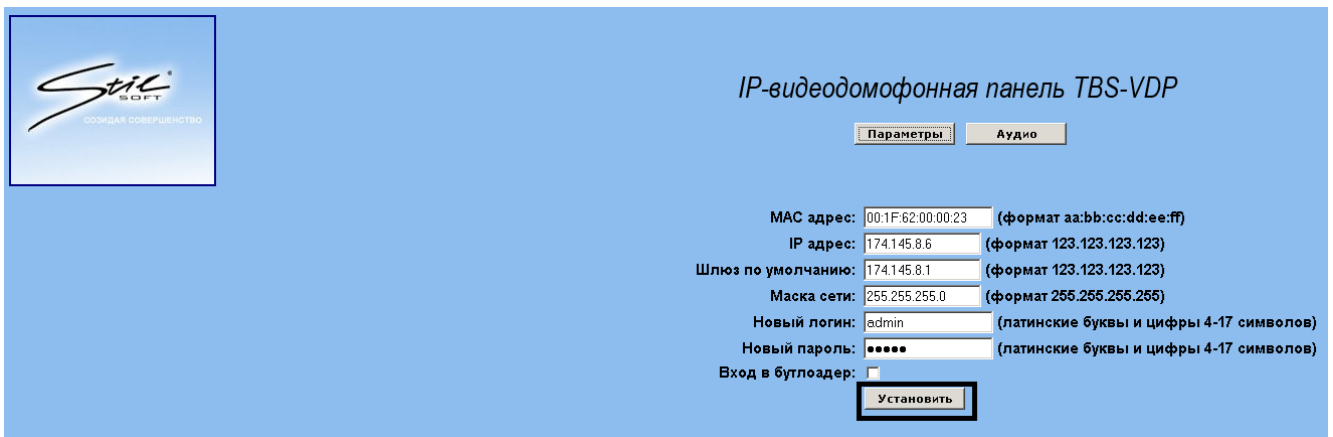 Stil
SOFT
СОЗИДАЯ СОВЕРШЕНСТВО
IP-видеодомофонная панель TBS-VDP
Параметры Аудио
MAC адрес: 00:1F:62:00:00:23 (формат aa:bb:cc:dd:ee:ff)
IP адрес: 174.145.8.6 (формат 123.123.123.123)
Шлюз по умолчанию: 174.145.8.1 (формат 123.123.123.123)
Маска сети: 255.255.255.0 (формат 255.255.255.255)
Новый логин: admin (латинские буквы и цифры 4-17 символов)
Новый пароль: ●●●●● (латинские буквы и цифры 4-17 символов)
Вход в бутлоадер:
Установить